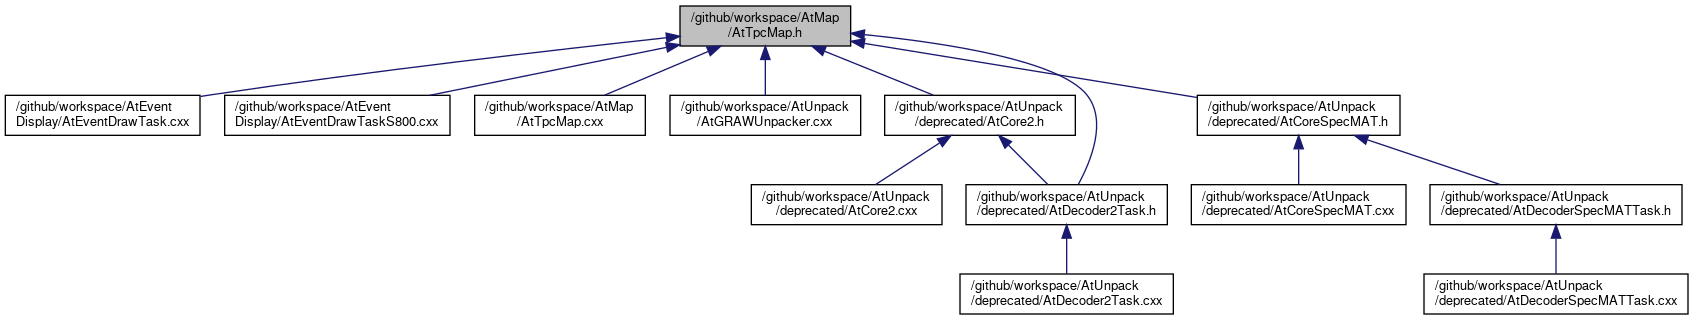 /github/workspace/AtMap
/AtTpcMap.h
/github/workspace/AtEvent
Display/AtEventDrawTask.cxx
/github/workspace/AtEvent
Display/AtEventDrawTaskS800.cxx
/github/workspace/AtMap
/AtTpcMap.cxx
/github/workspace/AtUnpack
/AtGRAWUnpacker.cxx
/github/workspace/AtUnpack
/deprecated/AtCore2.h
/github/workspace/AtUnpack
/deprecated/AtCoreSpecMAT.h
/github/workspace/AtUnpack
/deprecated/AtCore2.cxx
/github/workspace/AtUnpack
/deprecated/AtDecoder2Task.h
/github/workspace/AtUnpack
/deprecated/AtCoreSpecMAT.cxx
/github/workspace/AtUnpack
/deprecated/AtDecoderSpecMATTask.h
/github/workspace/AtUnpack
/deprecated/AtDecoder2Task.cxx
/github/workspace/AtUnpack
/deprecated/AtDecoderSpecMATTask.cxx